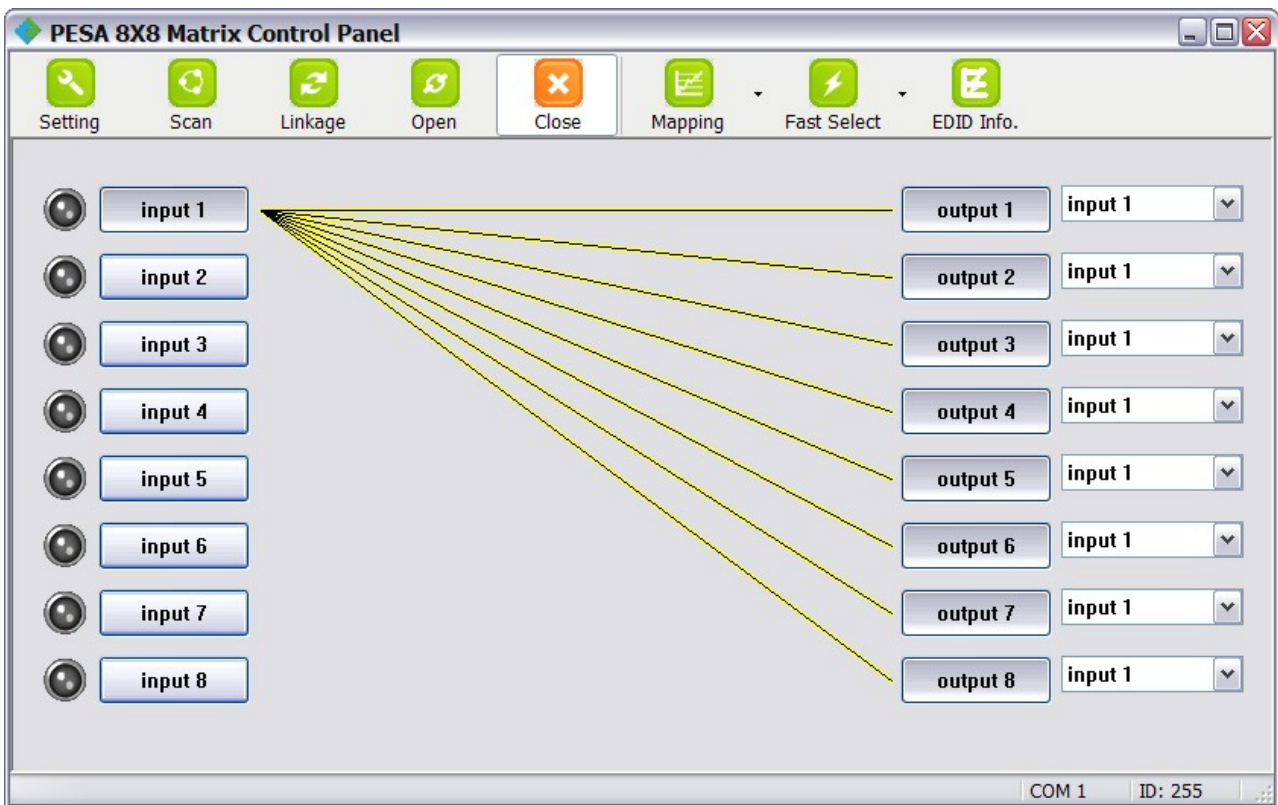 PESA 8X8 Matrix Control Panel
Setting Scan Linkage Open Close Mapping Fast Select EDID Info.
input 1 output 1 input 1
input 2 output 2 input 1
input 3 output 3 input 1
input 4 output 4 input 1
input 5 output 5 input 1
input 6 output 6 input 1
input 7 output 7 input 1
input 8 output 8 input 1
COM 1 ID: 255